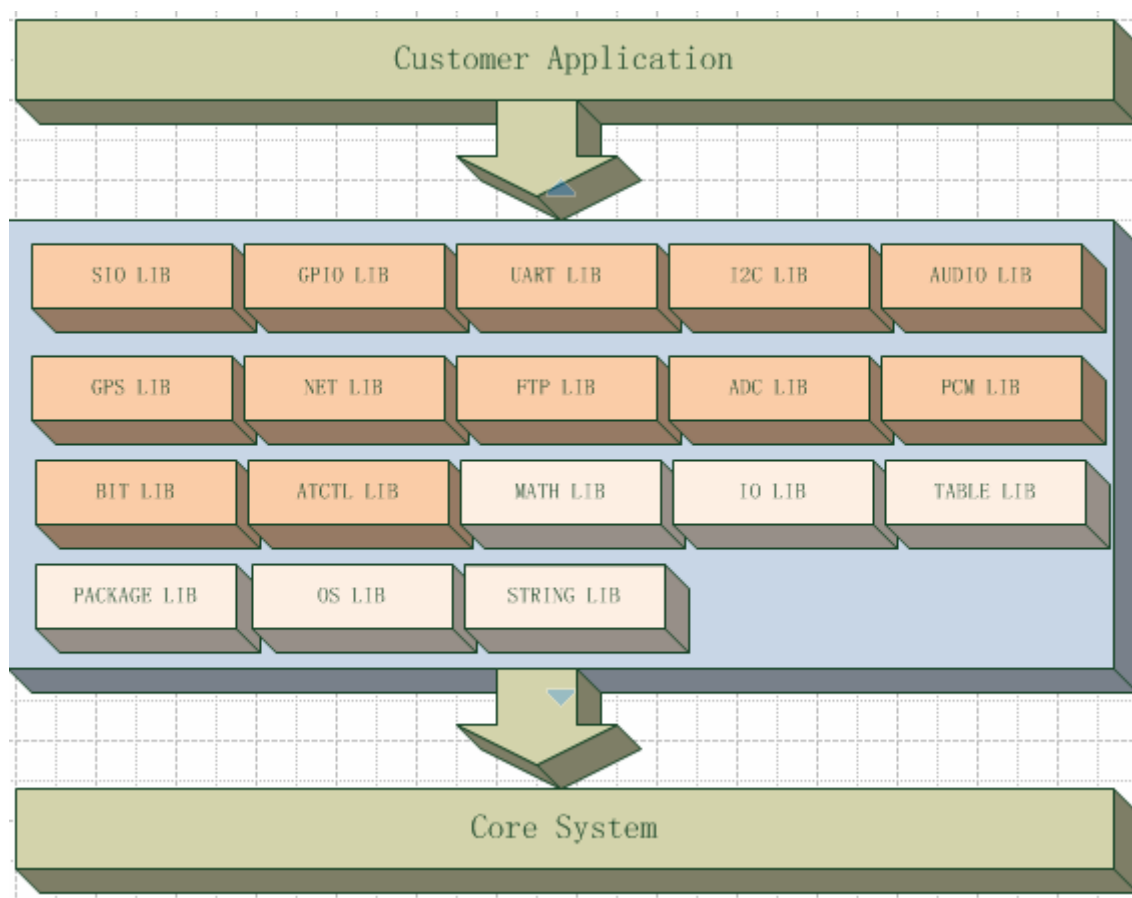 Customer Application
SIO LIB GPIO LIB UART LIB I2C LIB AUDIO LIB
GPS LIB NET LIB FTP LIB ADC LIB PCM LIB
BIT LIB ATCTL LIB MATH LIB IO LIB TABLE LIB
PACKAGE LIB OS LIB STRING LIB
Core System